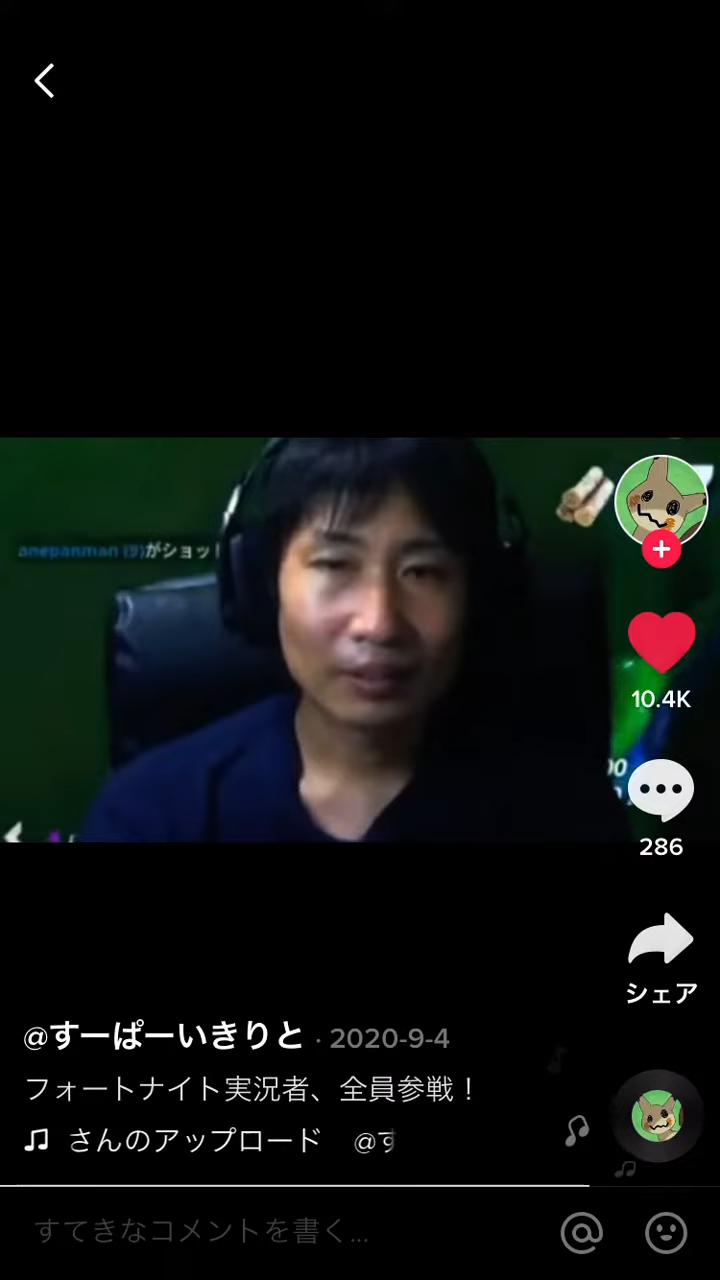 anepanman (9)がショッ
10.4K
286
シェア
@すーぱーいきりと · 2020-9-4
フォートナイト実況者、全員参戦！
さんのアップロード @す
すてきなコメントを書く...